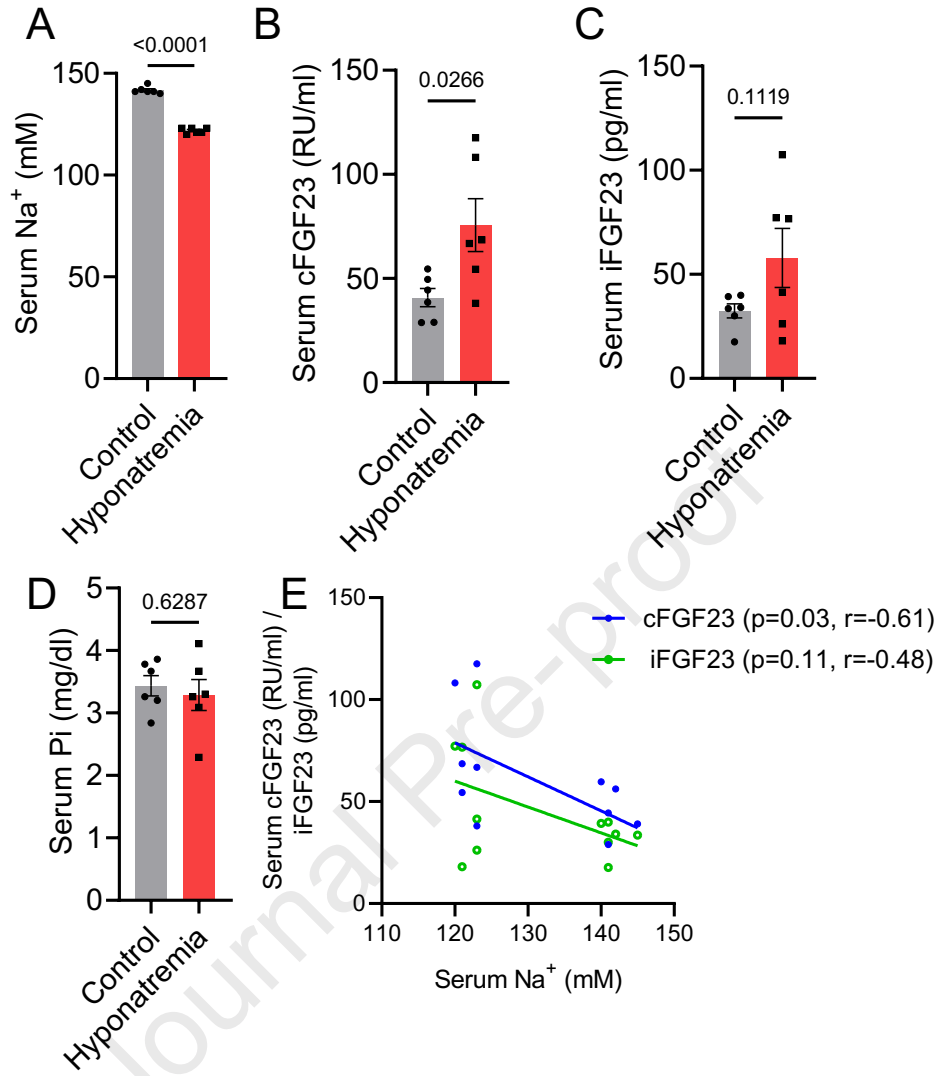 A
<0.0001
Serum Na⁺ (mM)
150
100
50
0
Control
Hyponatremia
B
0.0266
Serum cFGF23 (RU/ml)
150
100
50
0
Control
Hyponatremia
C
0.1119
Serum iFGF23 (pg/ml)
150
100
50
0
Control
Hyponatremia
D
0.6287
Serum Pi (mg/dl)
5
4
3
2
1
0
Control
Hyponatremia
E
Serum cFGF23 (RU/ml) /
iFGF23 (pg/ml)
150
100
50
0
110
120
130
140
150
Serum Na⁺ (mM)
cFGF23 (p=0.03, r=-0.61)
iFGF23 (p=0.11, r=-0.48)
Journal Pre-proof